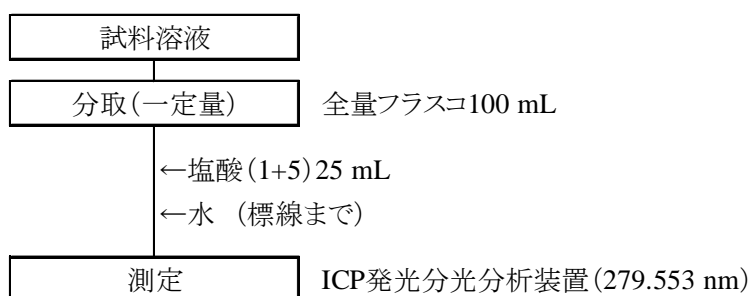 試料溶液
分取(一定量) 全量フラスコ100 mL
←塩酸(1+5)25 mL
←水 (標線まで)
測定 ICP発光分光分析装置(279.553 nm)